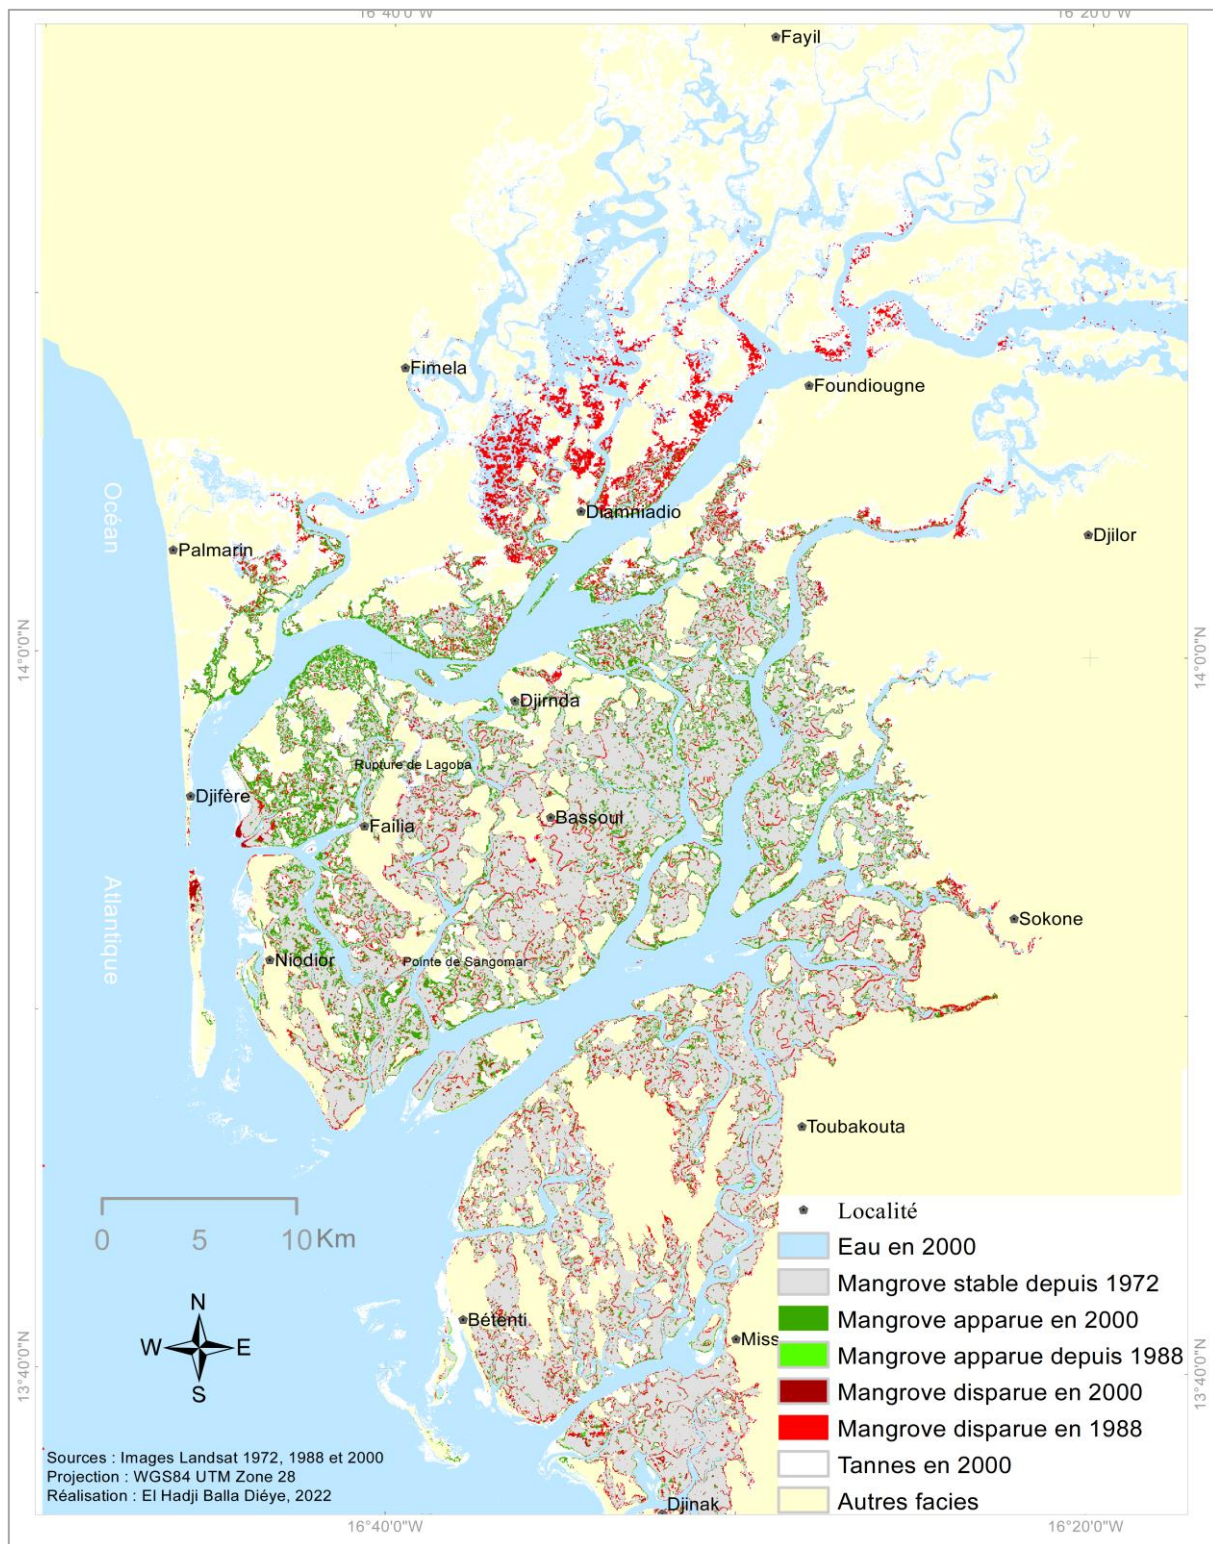 16°40'0"W
16°20'0"W
Fayil
Fimela
Foundiougne
Océan
Diamniadio
Palmarin
Djilor
14°0'0"N
14°0'0"N
Djirnda
Rupture de Lagoba
Djifère
Bassoul
Failia
Atlantique
Sokone
Niodior
Pointe de Sangomar
Toubakouta
0 5 10 Km
N
W E
S
Bétenti
Miss
13°40'0"N
13°40'0"N
Localité
Eau en 2000
Mangrove stable depuis 1972
Mangrove apparue en 2000
Mangrove apparue depuis 1988
Mangrove disparue en 2000
Mangrove disparue en 1988
Tannes en 2000
Autres facies
Sources : Images Landsat 1972, 1988 et 2000
Projection : WGS84 UTM Zone 28
Réalisation : El Hadji Balla Diéye, 2022
Djinak
16°40'0"W
16°20'0"W